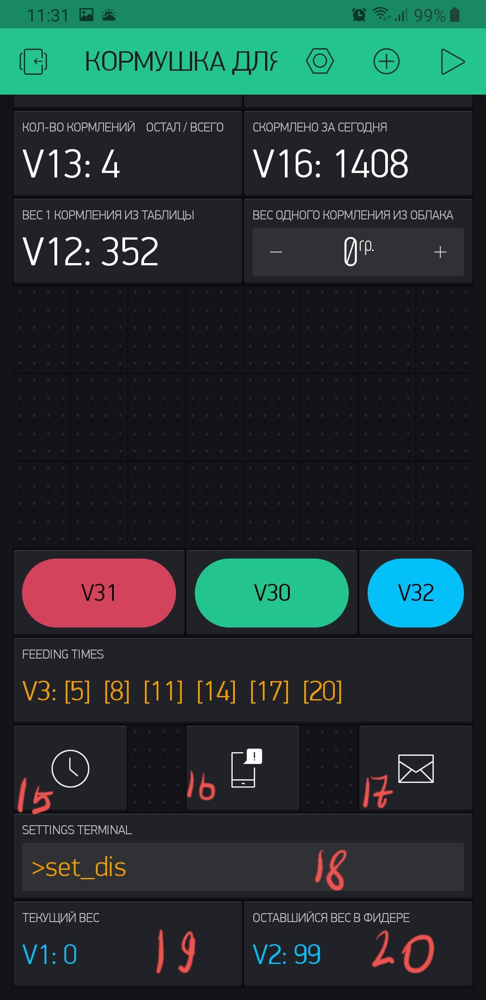 11:31 99%
КОРМУШКА ДЛЯ
КОЛ-ВО КОРМЛЕНИЙ ОСТАЛ / ВСЕГО
V13: 4
СКОРМЛЕНО ЗА СЕГОДНЯ
V16: 1408
ВЕС 1 КОРМЛЕНИЯ ИЗ ТАБЛИЦЫ
V12: 352
ВЕС ОДНОГО КОРМЛЕНИЯ ИЗ ОБЛАКА
− 0гр. +
V31 V30 V32
FEEDING TIMES
V3: [5] [8] [11] [14] [17] [20]
15 16 17
SETTINGS TERMINAL
>set_dis 18
ТЕКУЩИЙ ВЕС
V1: 0 19
ОСТАВШИЙСЯ ВЕС В ФИДЕРЕ
V2: 99 20